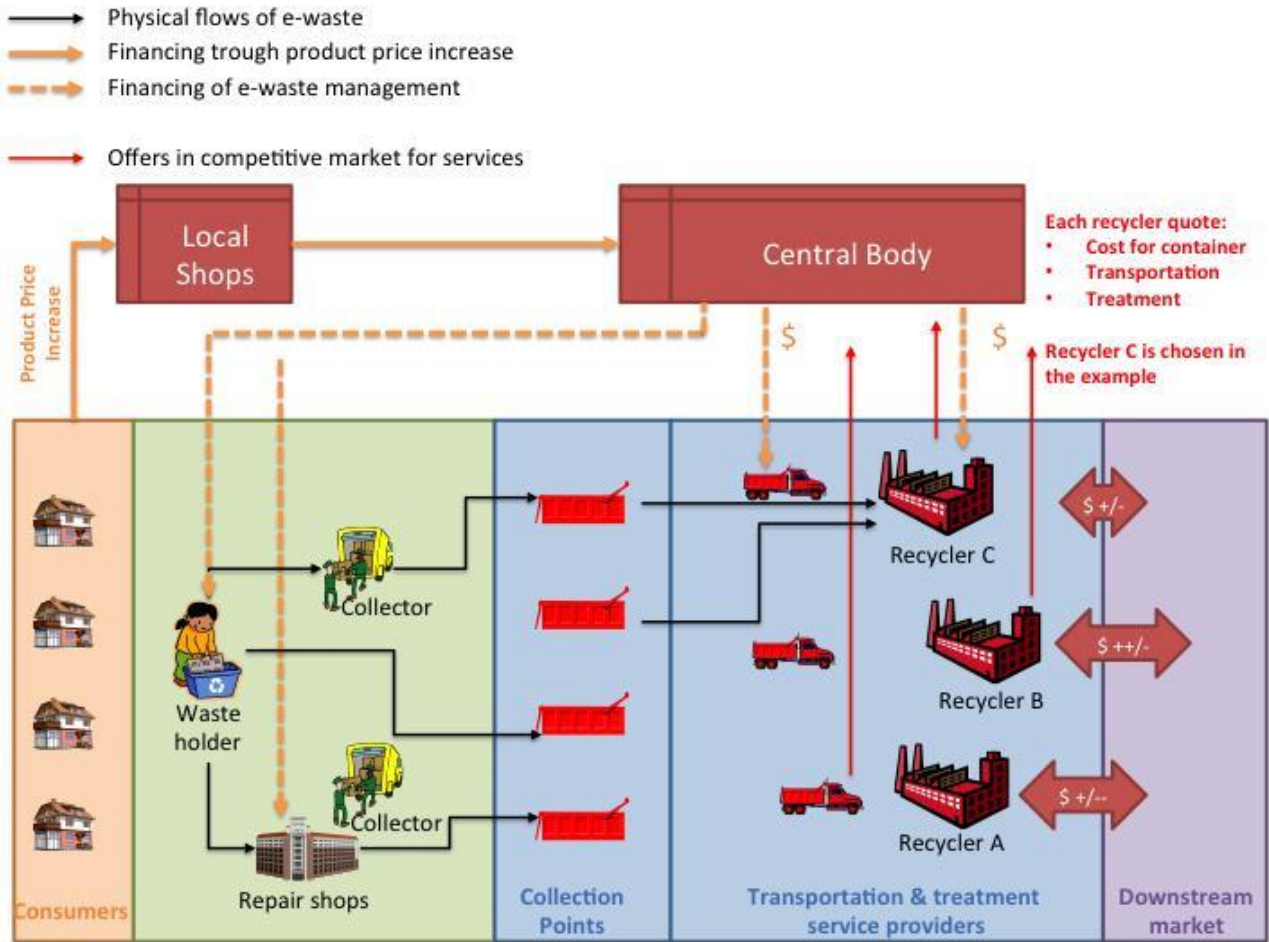 Physical flows of e-waste
Financing trough product price increase
Financing of e-waste management
Offers in competitive market for services
Local
Shops
Central Body
Each recycler quote:
• Cost for container
• Transportation
• Treatment
Recycler C is chosen in
the example
Product Price
Increase
$
$
Collector
Recycler C
$ +/-
Waste
holder
Recycler B
$ ++/-
Collector
Repair shops
Recycler A
$ +/--
Consumers
Collection
Points
Transportation & treatment
service providers
Downstream
market